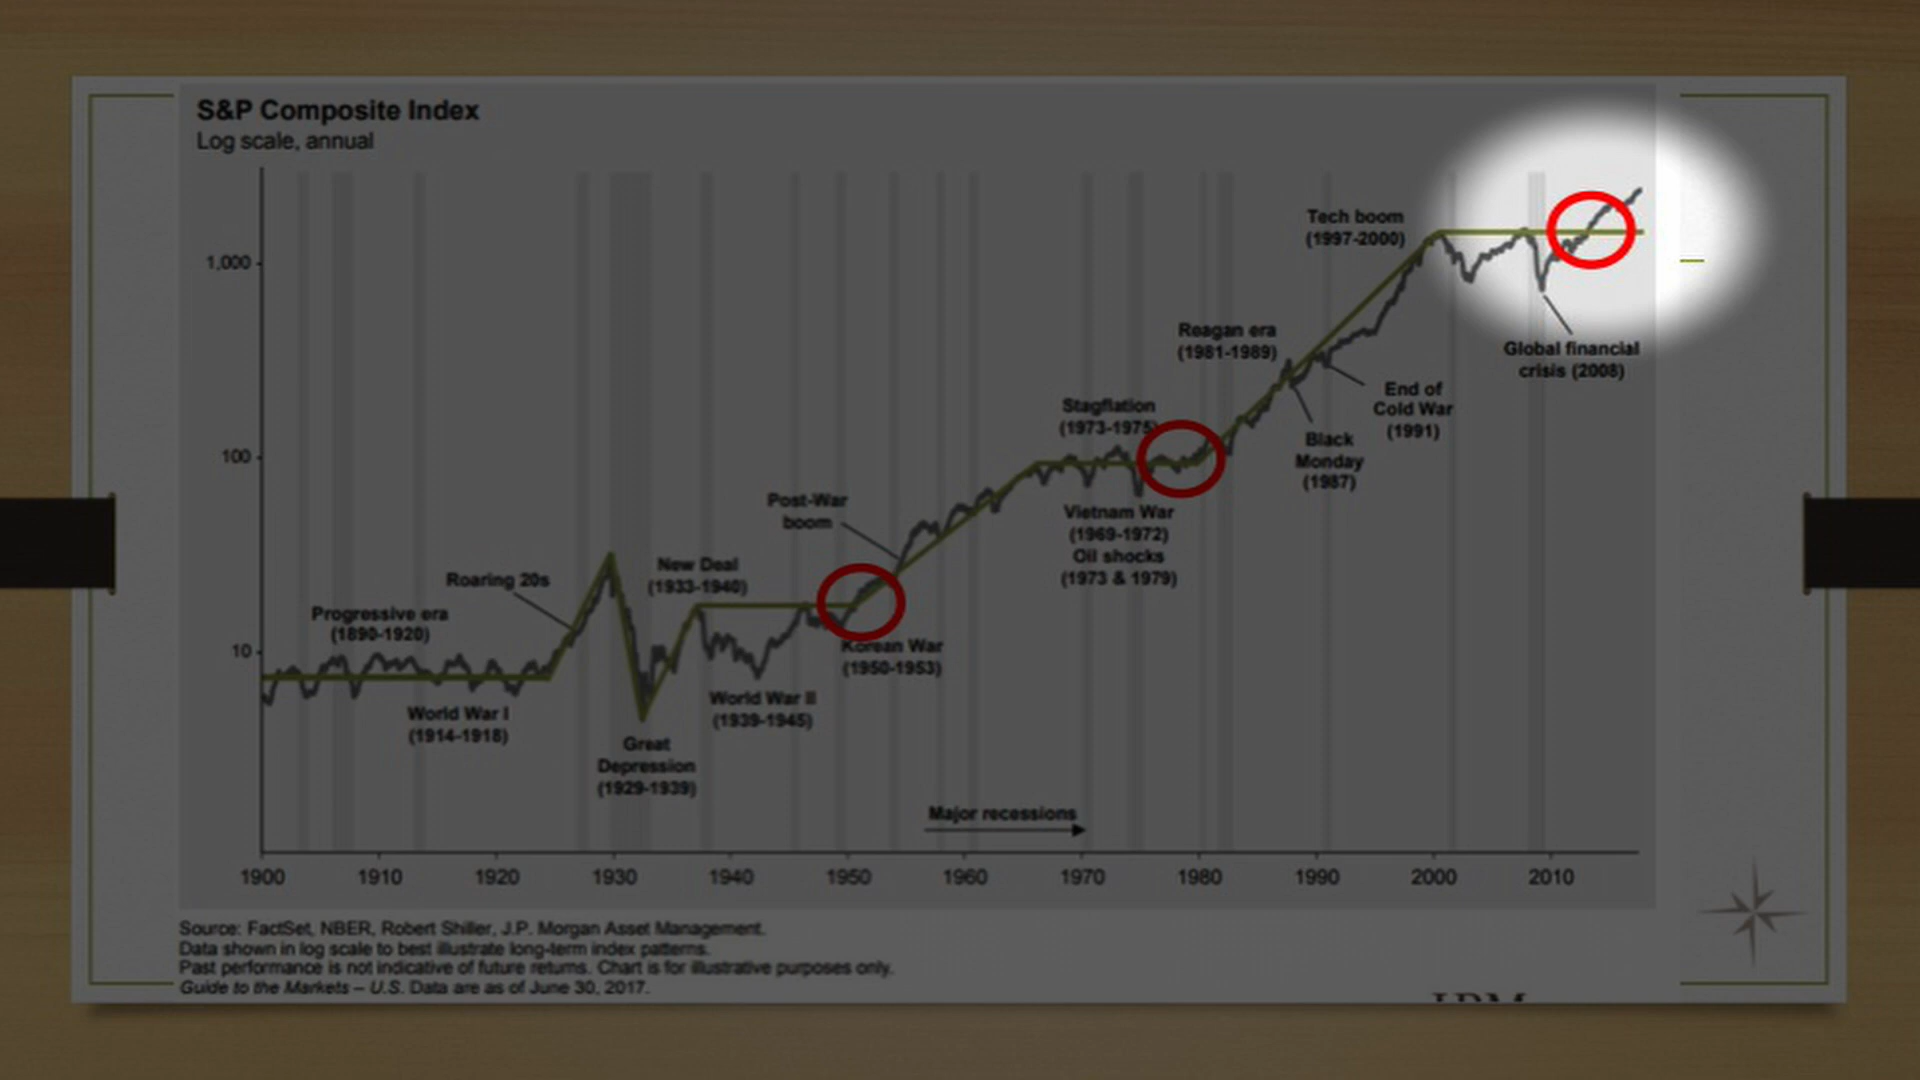 S&P Composite Index
Log scale, annual
Tech boom
(1997-2000)
1,000
Reagan era
(1981-1989)
Global financial
crisis (2008)
End of
Cold War
(1991)
Stagflation
(1973-1975)
Black
Monday
(1987)
100
Post-War
boom
Vietnam War
(1969-1972)
Oil shocks
(1973 & 1979)
New Deal
(1933-1940)
Roaring 20s
Progressive era
(1890-1920)
10
Korean War
(1950-1953)
World War II
(1939-1945)
World War I
(1914-1918)
Great
Depression
(1929-1939)
Major recessions
1900 1910 1920 1930 1940 1950 1960 1970 1980 1990 2000 2010
Source: FactSet, NBER, Robert Shiller, J.P. Morgan Asset Management.
Data shown in log scale to best illustrate long-term index patterns.
Past performance is not indicative of future returns. Chart is for illustrative purposes only.
Guide to the Markets – U.S. Data are as of June 30, 2017.